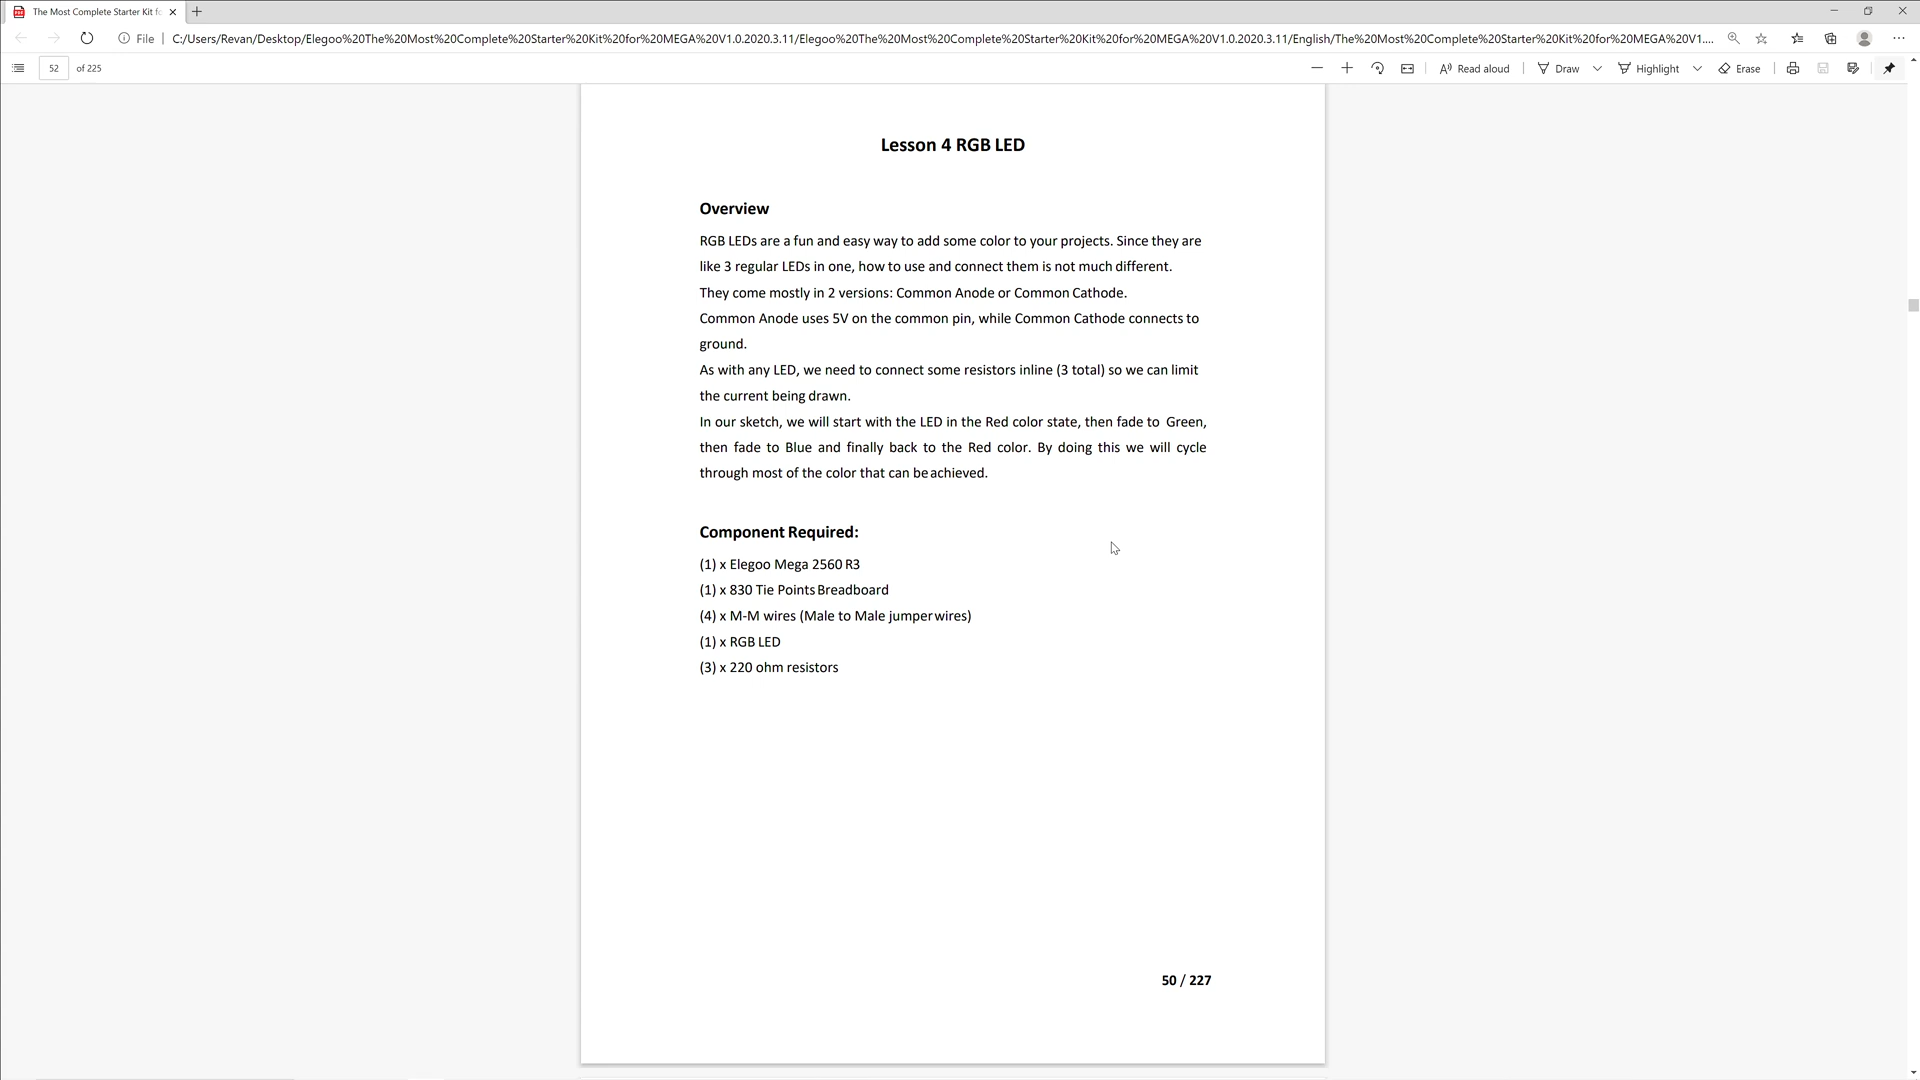 The Most Complete Starter Kit fo
File
C:/Users/Revan/Desktop/Elegoo%20The%20Most%20Complete%20Starter%20Kit%20for%20MEGA%20V1.0.2020.3.11/Elegoo%20The%20Most%20Complete%20Starter%20Kit%20for%20MEGA%20V1.0.2020.3.11/English/The%20Most%20Complete%20Starter%20Kit%20for%20MEGA%20V1....
52 of 225
Read aloud
Draw
Highlight
Erase
Lesson 4 RGB LED
Overview
RGB LEDs are a fun and easy way to add some color to your projects. Since they are
like 3 regular LEDs in one, how to use and connect them is not much different.
They come mostly in 2 versions: Common Anode or Common Cathode.
Common Anode uses 5V on the common pin, while Common Cathode connects to
ground.
As with any LED, we need to connect some resistors inline (3 total) so we can limit
the current being drawn.
In our sketch, we will start with the LED in the Red color state, then fade to Green,
then fade to Blue and finally back to the Red color. By doing this we will cycle
through most of the color that can be achieved.
Component Required:
(1) x Elegoo Mega 2560 R3
(1) x 830 Tie Points Breadboard
(4) x M-M wires (Male to Male jumper wires)
(1) x RGB LED
(3) x 220 ohm resistors
50 / 227